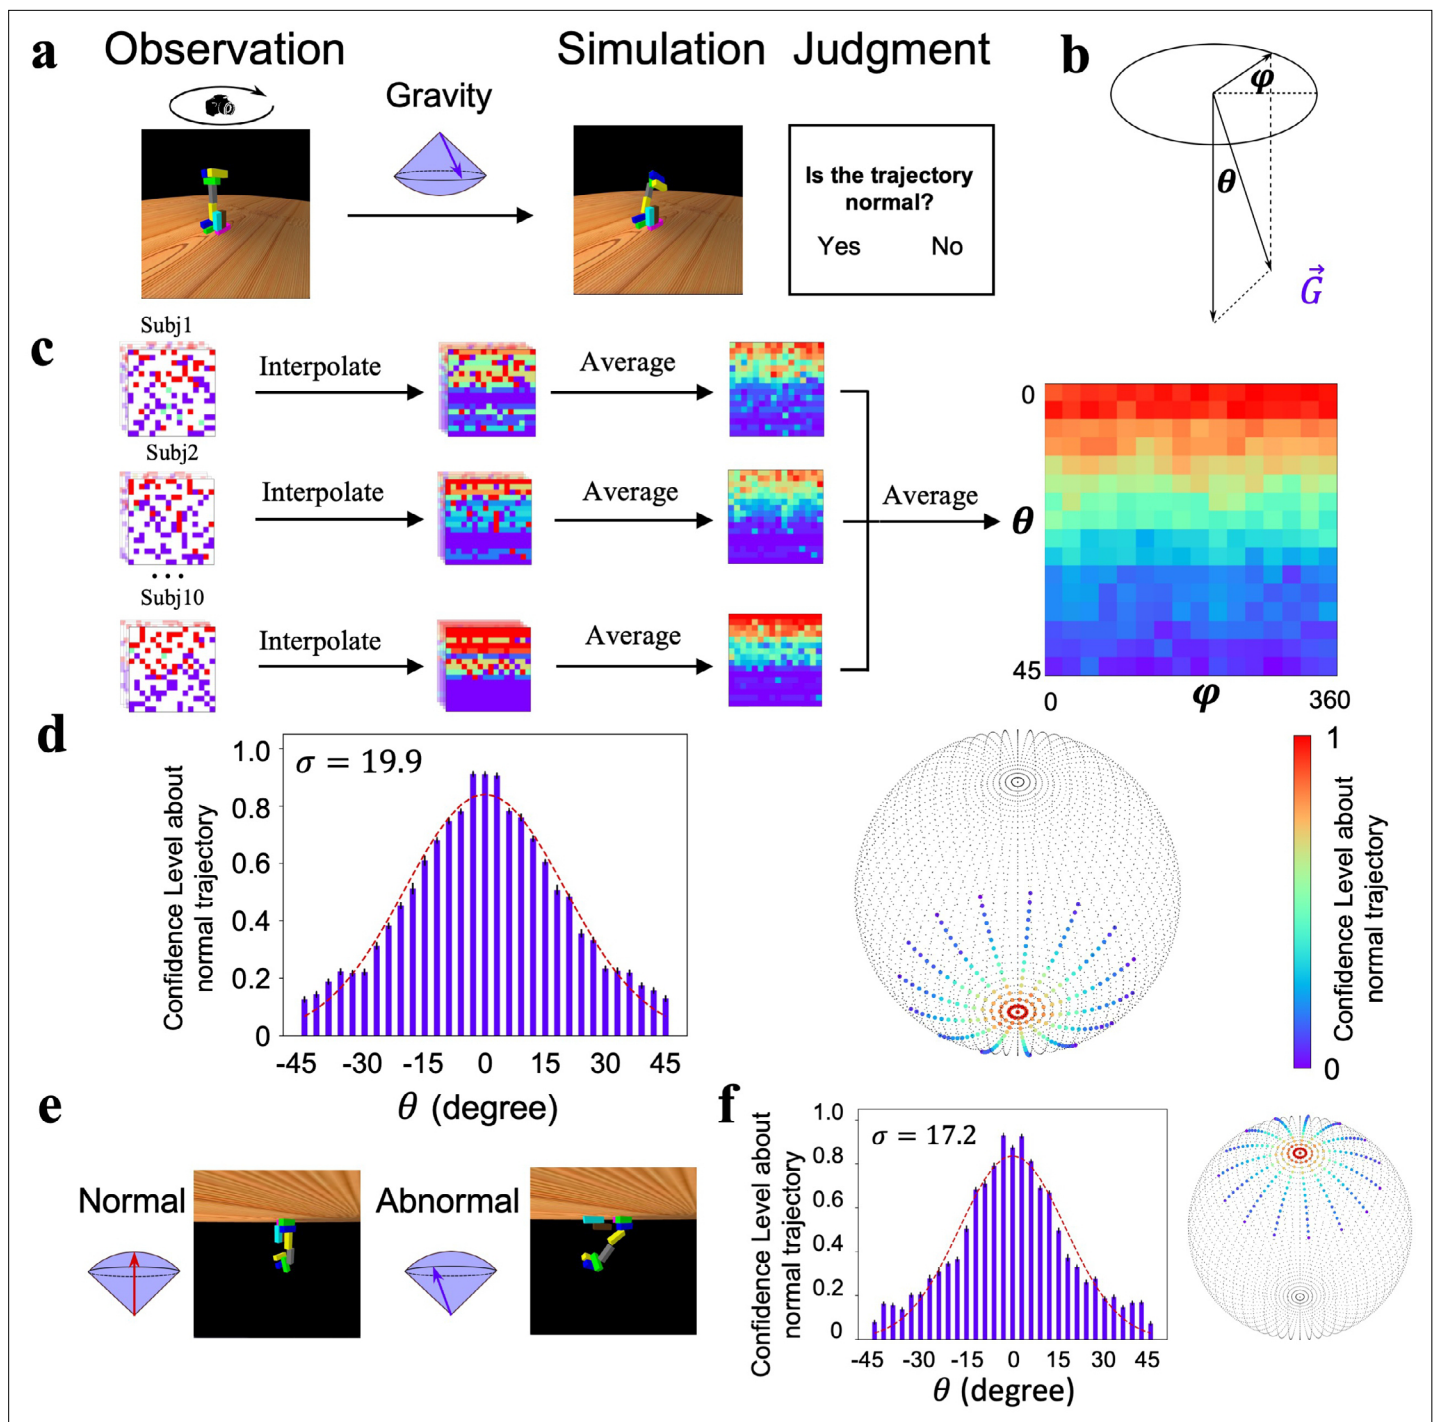 a
Observation
Simulation
Judgment
Gravity
Is the trajectory
normal?
Yes
No
b
φ
θ
G⃗
c
Subj1
Interpolate
Average
Subj2
Interpolate
Average
...
Subj10
Interpolate
Average
Average
0
θ
45
0
φ
360
d
Confidence Level about
normal trajectory
σ = 19.9
1.0
0.8
0.6
0.4
0.2
0
-45 -30 -15 0 15 30 45
θ (degree)
1
Confidence Level about
normal trajectory
0
e
Normal
Abnormal
f
Confidence Level about
normal trajectory
σ = 17.2
1.0
0.8
0.6
0.4
0.2
0
-45 -30 -15 0 15 30 45
θ (degree)